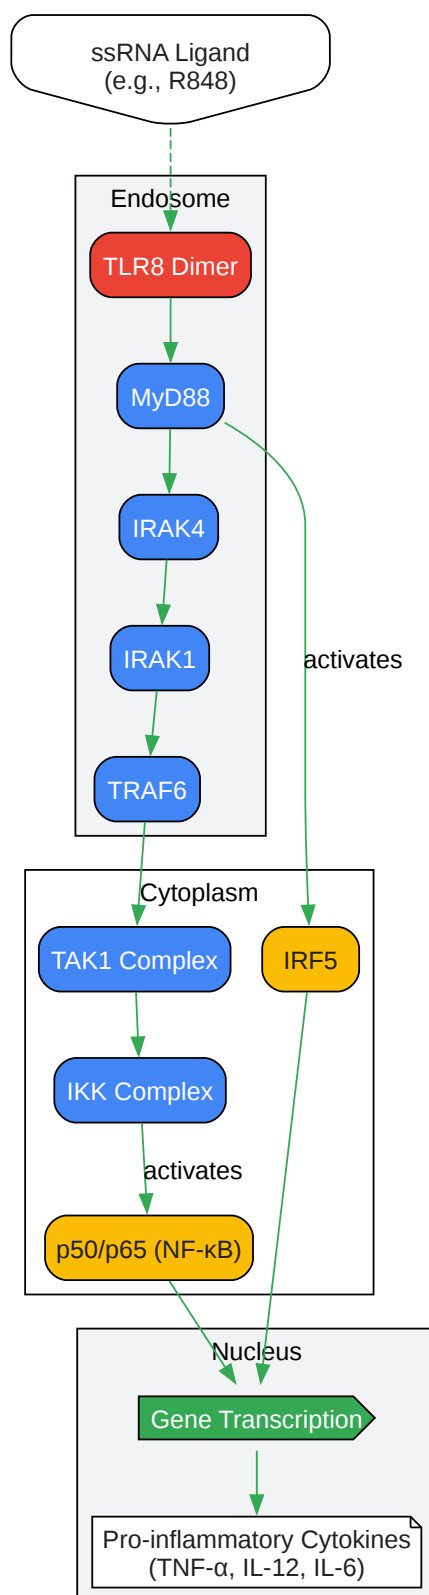 ssRNA Ligand
(e.g., R848)
Endosome
TLR8 Dimer
MyD88
IRAK4
IRAK1
activates
TRAF6
Cytoplasm
TAK1 Complex
IRF5
IKK Complex
activates
p50/p65 (NF-κB)
Nucleus
Gene Transcription
Pro-inflammatory Cytokines
(TNF-α, IL-12, IL-6)